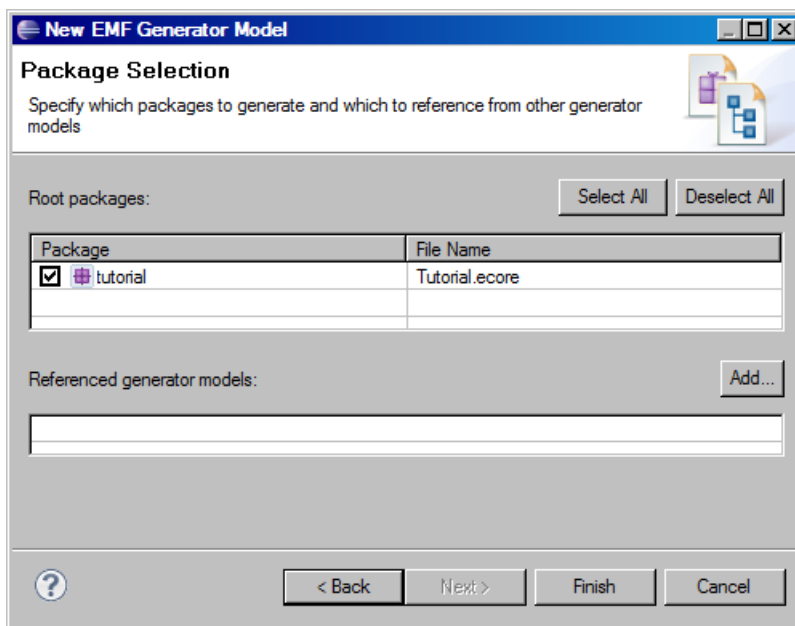 New EMF Generator Model
Package Selection
Specify which packages to generate and which to reference from other generator
models
Root packages:
Select All
Deselect All
Package
File Name
tutorial
Tutorial.ecore
Referenced generator models:
Add...
?
< Back
Next >
Finish
Cancel